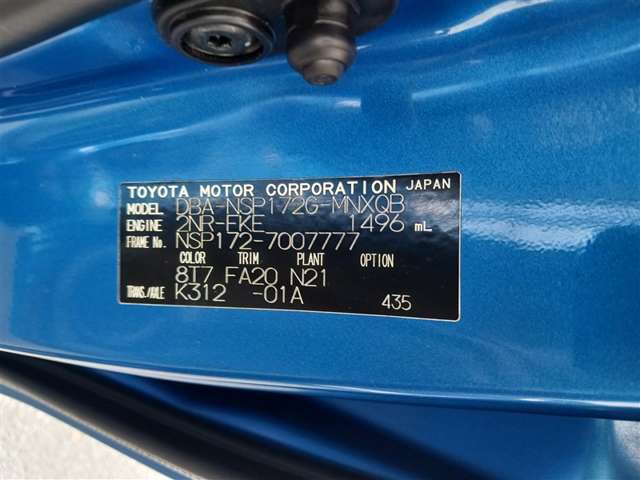 TOYOTA MOTOR CORPORATION JAPAN
MODEL DBA-NSP172G-MNXQB
ENGINE 2NR-EKE 1496 mL
FRAME No. NSP172-7007777
COLOR TRIM PLANT OPTION
8T7 FA20 N21
TRANS./AXLE K312 -01A 435